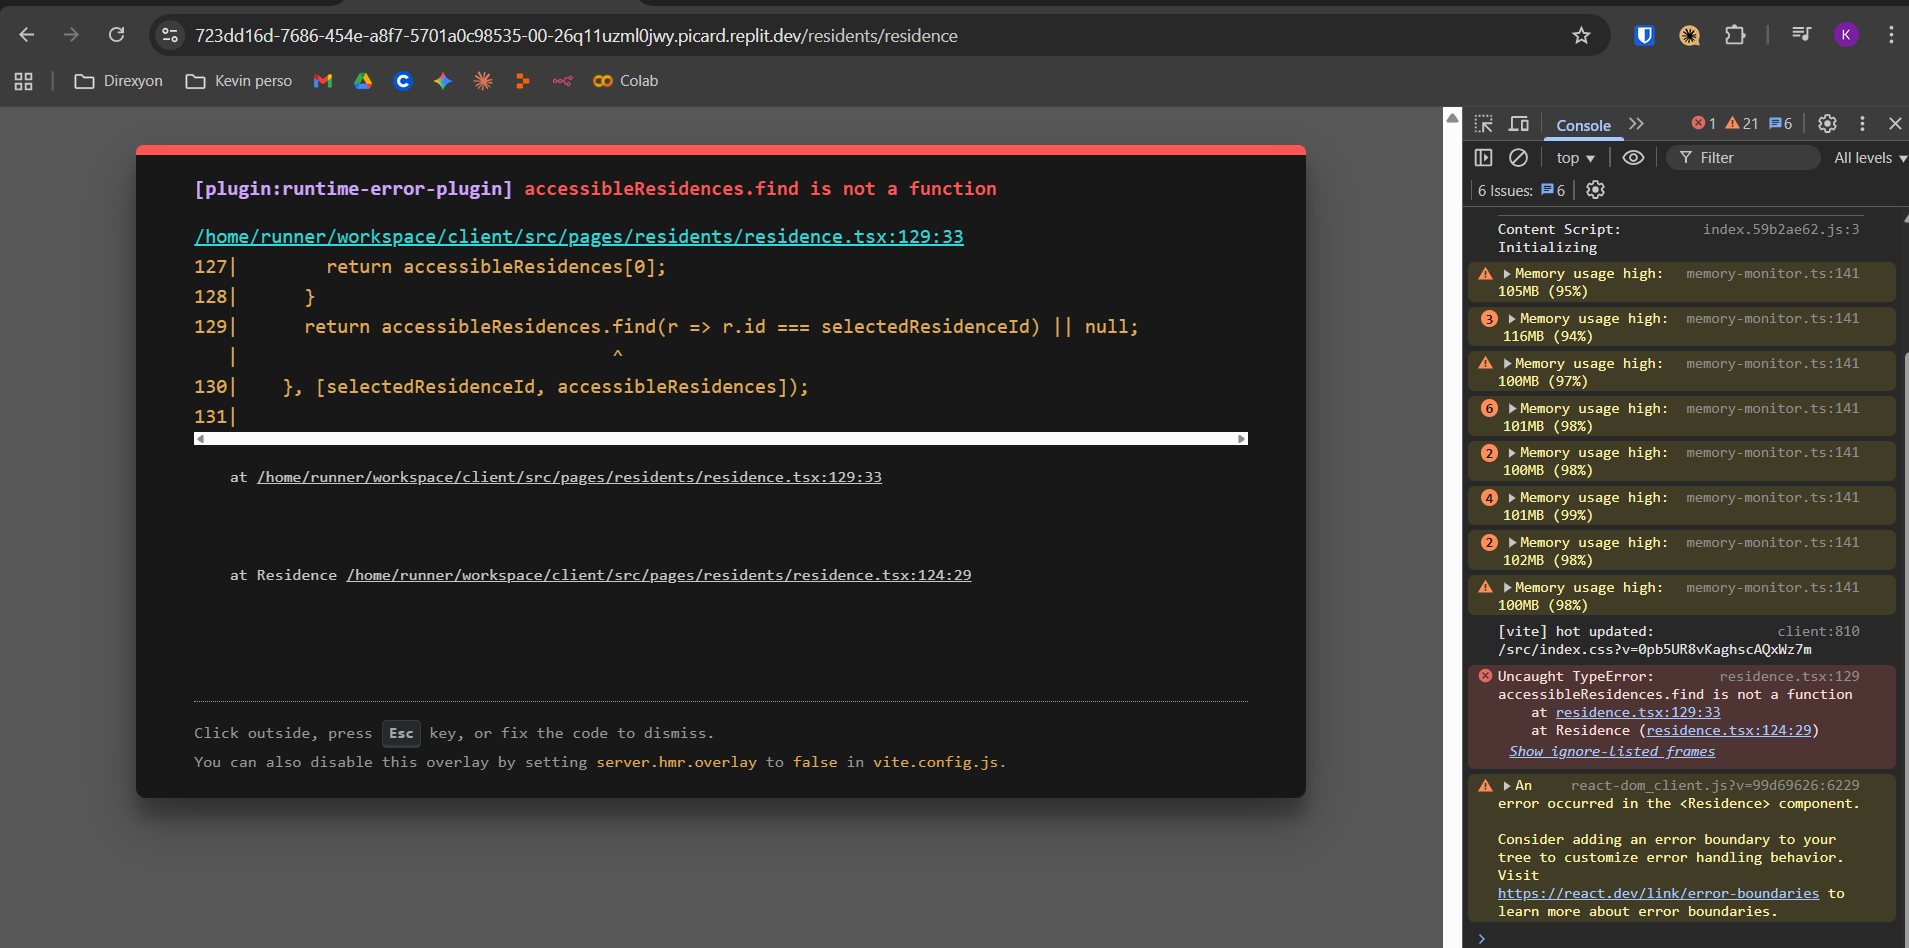 723dd16d-7686-454e-a8f7-5701a0c98535-00-26q11uzml0jwy.picard.replit.dev/residents/residence
K
Direxyon
Kevin perso
Colab
[plugin:runtime-error-plugin] accessibleResidences.find is not a function
/home/runner/workspace/client/src/pages/residents/residence.tsx:129:33
127|        return accessibleResidences[0];
128|      }
129|      return accessibleResidences.find(r => r.id === selectedResidenceId) || null;
   |                                  ^
130|    }, [selectedResidenceId, accessibleResidences]);
131|
at /home/runner/workspace/client/src/pages/residents/residence.tsx:129:33
at Residence /home/runner/workspace/client/src/pages/residents/residence.tsx:124:29
Click outside, press Esc key, or fix the code to dismiss.
You can also disable this overlay by setting server.hmr.overlay to false in vite.config.js.
Console 1 21 6
top Filter All levels
6 Issues: 6
Content Script: index.59b2ae62.js:3
Initializing
Memory usage high: memory-monitor.ts:141
105MB (95%)
3 Memory usage high: memory-monitor.ts:141
116MB (94%)
Memory usage high: memory-monitor.ts:141
100MB (97%)
6 Memory usage high: memory-monitor.ts:141
101MB (98%)
2 Memory usage high: memory-monitor.ts:141
100MB (98%)
4 Memory usage high: memory-monitor.ts:141
101MB (99%)
2 Memory usage high: memory-monitor.ts:141
102MB (98%)
Memory usage high: memory-monitor.ts:141
100MB (98%)
[vite] hot updated: client:810
/src/index.css?v=0pb5UR8vKaghscAQxWz7m
Uncaught TypeError: residence.tsx:129
accessibleResidences.find is not a function
at residence.tsx:129:33
at Residence (residence.tsx:124:29)
Show ignore-listed frames
An react-dom_client.js?v=99d69626:6229
error occurred in the <Residence> component.
Consider adding an error boundary to your
tree to customize error handling behavior.
Visit
https://react.dev/link/error-boundaries to
learn more about error boundaries.